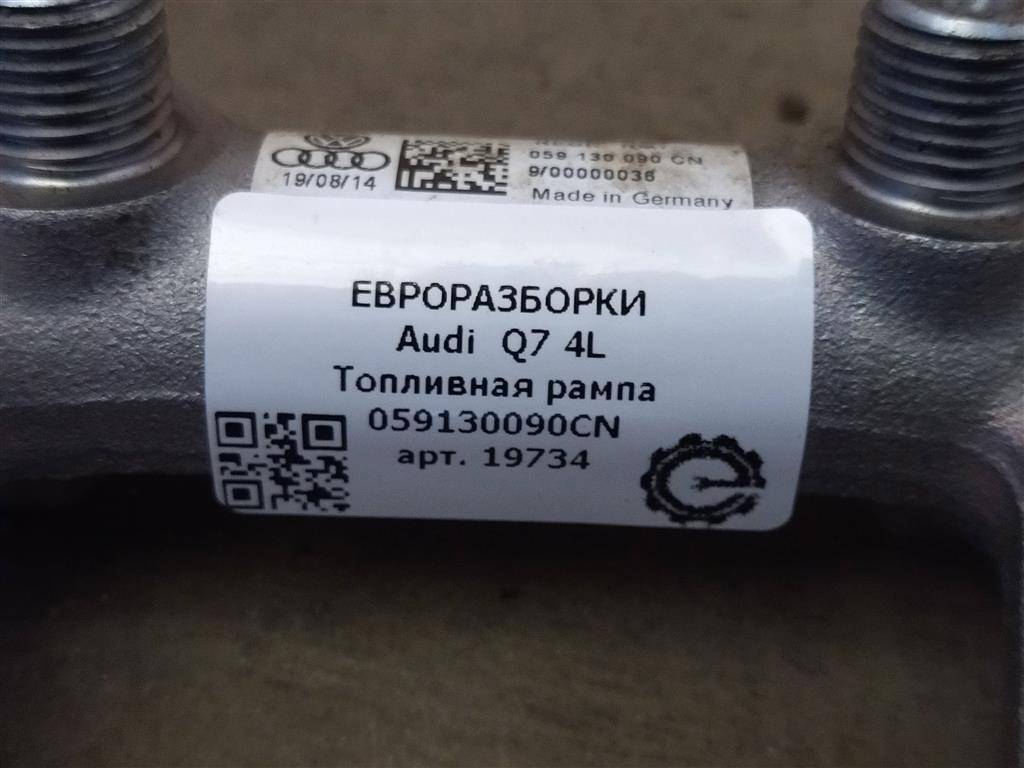 19/08/14
059 130 090 CN
9/00000036
Made in Germany
ЕВРОРАЗБОРКИ
Audi Q7 4L
Топливная рампа
059130090CN
арт. 19734